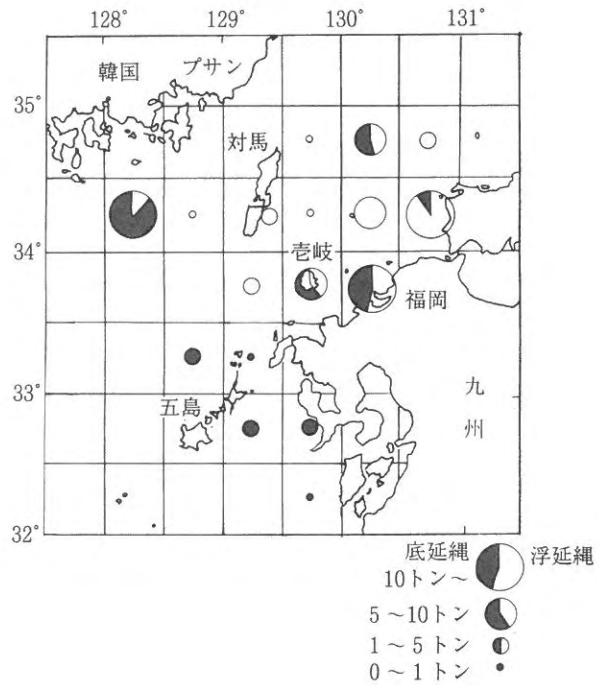 128° 129° 130° 131°
韓国 プサン
35°
対馬
34°
壱岐
福岡
33°
五島
九州
32°
底延縄 浮延縄
10トン～
5～10トン
1～5トン
0～1トン